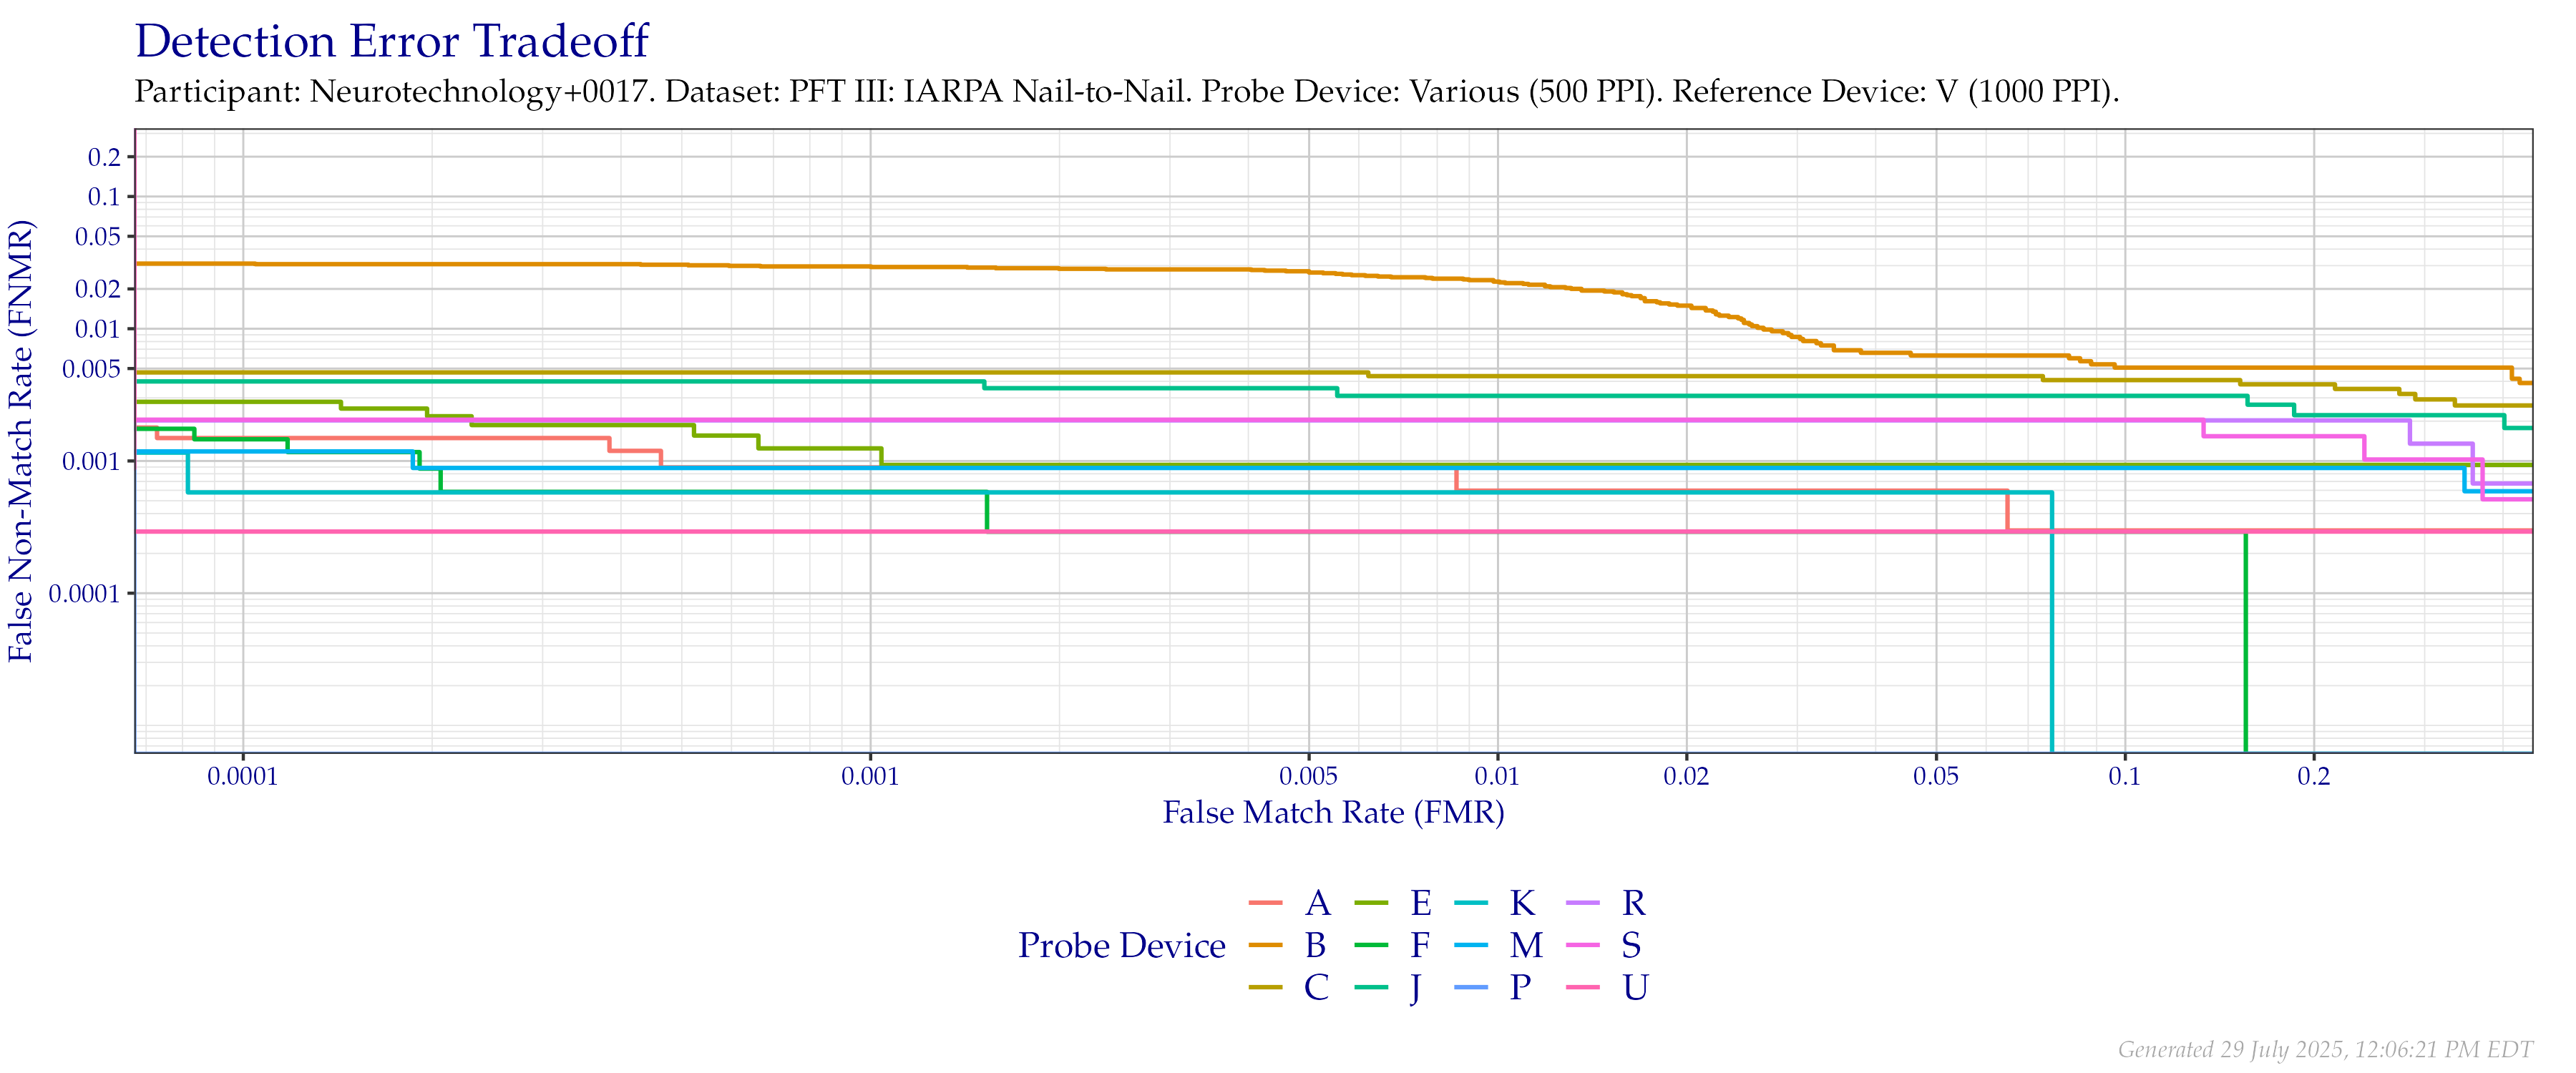 Detection Error Tradeoff
Participant: Neurotechnology+0017. Dataset: PFT III: IARPA Nail-to-Nail. Probe Device: Various (500 PPI). Reference Device: V (1000 PPI).
False Non-Match Rate (FNMR)
0.2
0.1
0.05
0.02
0.01
0.005
0.001
0.0001
0.0001 0.001 0.005 0.01 0.02 0.05 0.1 0.2
False Match Rate (FMR)
A E K R
Probe Device B F M S
C J P U
Generated 29 July 2025, 12:06:21 PM EDT